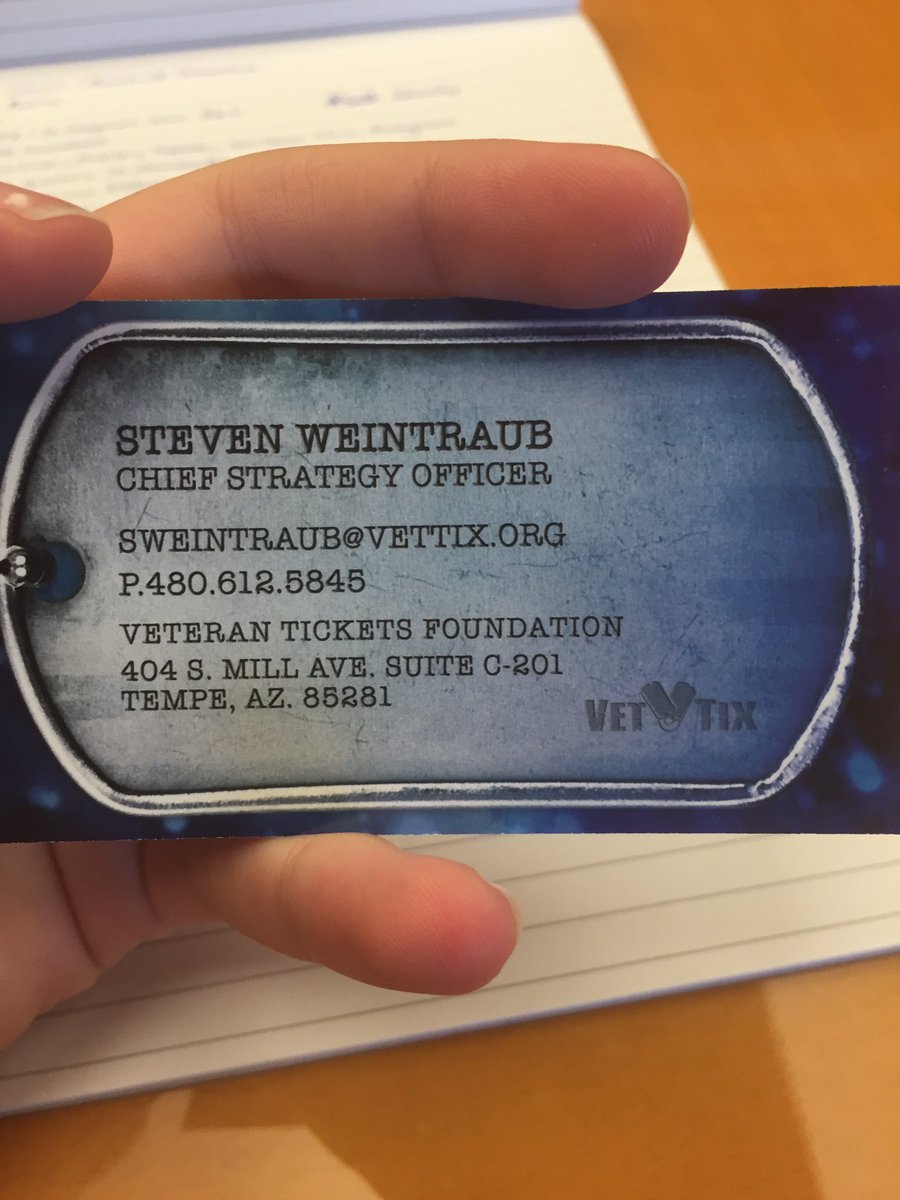 STEVEN WEINTRAUB
CHIEF STRATEGY OFFICER
SWEINTRAUB@VETTIX.ORG
P.480.612.5845
VETERAN TICKETS FOUNDATION
404 S. MILL AVE. SUITE C-201
TEMPE, AZ. 85281
VET TIX